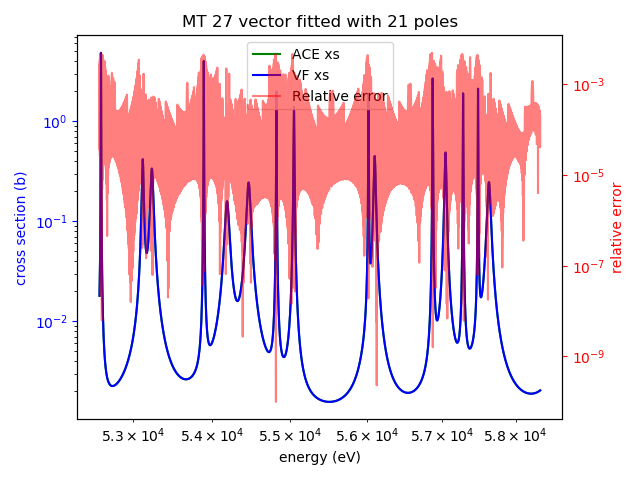 MT 27 vector fitted with 21 poles
ACE xs
VF xs
Relative error
cross section (b)
10⁰
10⁻¹
10⁻²
10⁻³
10⁻⁵
10⁻⁷
10⁻⁹
relative error
5.3 × 10⁴ 5.4 × 10⁴ 5.5 × 10⁴ 5.6 × 10⁴ 5.7 × 10⁴ 5.8 × 10⁴
energy (eV)